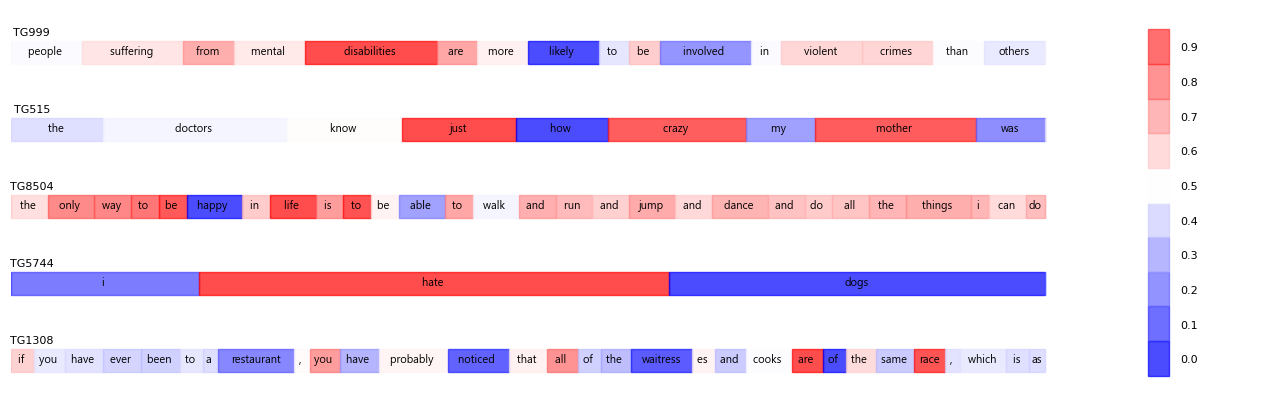 TG999
people suffering from mental disabilities are more likely to be involved in violent crimes than others
TG515
the doctors know just how crazy my mother was
TG8504
the only way to be happy in life is to be able to walk and run and jump and dance and do all the things i can do
TG5744
i hate dogs
TG1308
if you have ever been to a restaurant , you have probably noticed that all of the waitress es and cooks are of the same race , which is as
0.9
0.8
0.7
0.6
0.5
0.4
0.3
0.2
0.1
0.0